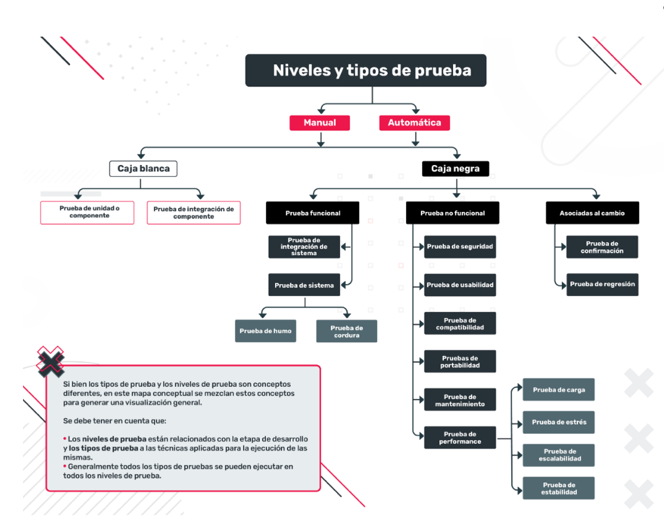 Niveles y tipos de prueba
Manual
Automática
Caja blanca
Caja negra
Prueba de unidad o
componente
Prueba de integración de
componente
Prueba funcional
Prueba no funcional
Asociadas al cambio
Prueba de
integración de
sistema
Prueba de seguridad
Prueba de
confirmación
Prueba de sistema
Prueba de usabilidad
Prueba de regresión
Prueba de humo
Prueba de
cordura
Prueba de
compatibilidad
Pruebas de
portabilidad
Prueba de
mantenimiento
Prueba de
performance
Prueba de carga
Prueba de estrés
Prueba de
escalabilidad
Prueba de
estabilidad
Si bien los tipos de prueba y los niveles de prueba son conceptos
diferentes, en este mapa conceptual se mezclan estos conceptos
para generar una visualización general.
Se debe tener en cuenta que:
• Los niveles de prueba están relacionados con la etapa de desarrollo
y los tipos de prueba a las técnicas aplicadas para la ejecución de las
mismas.
• Generalmente todos los tipos de pruebas se pueden ejecutar en
todos los niveles de prueba.